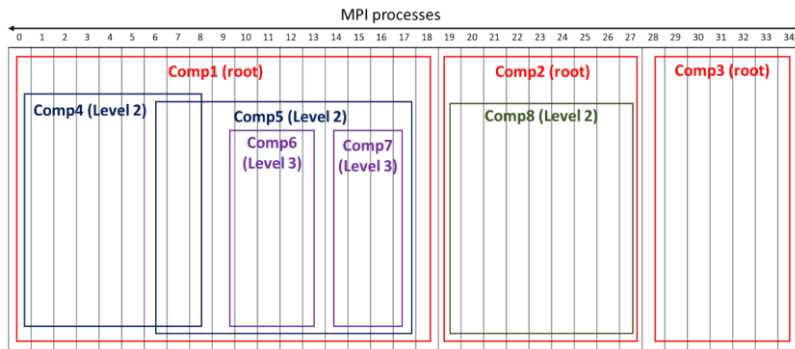 MPI processes
0 1 2 3 4 5 6 7 8 9 10 11 12 13 14 15 16 17 18 19 20 21 22 23 24 25 26 27 28 29 30 31 32 33 34
Comp1 (root) Comp2 (root) Comp3 (root)
Comp4 (Level 2) Comp5 (Level 2) Comp8 (Level 2)
Comp6 Comp7
(Level 3) (Level 3)